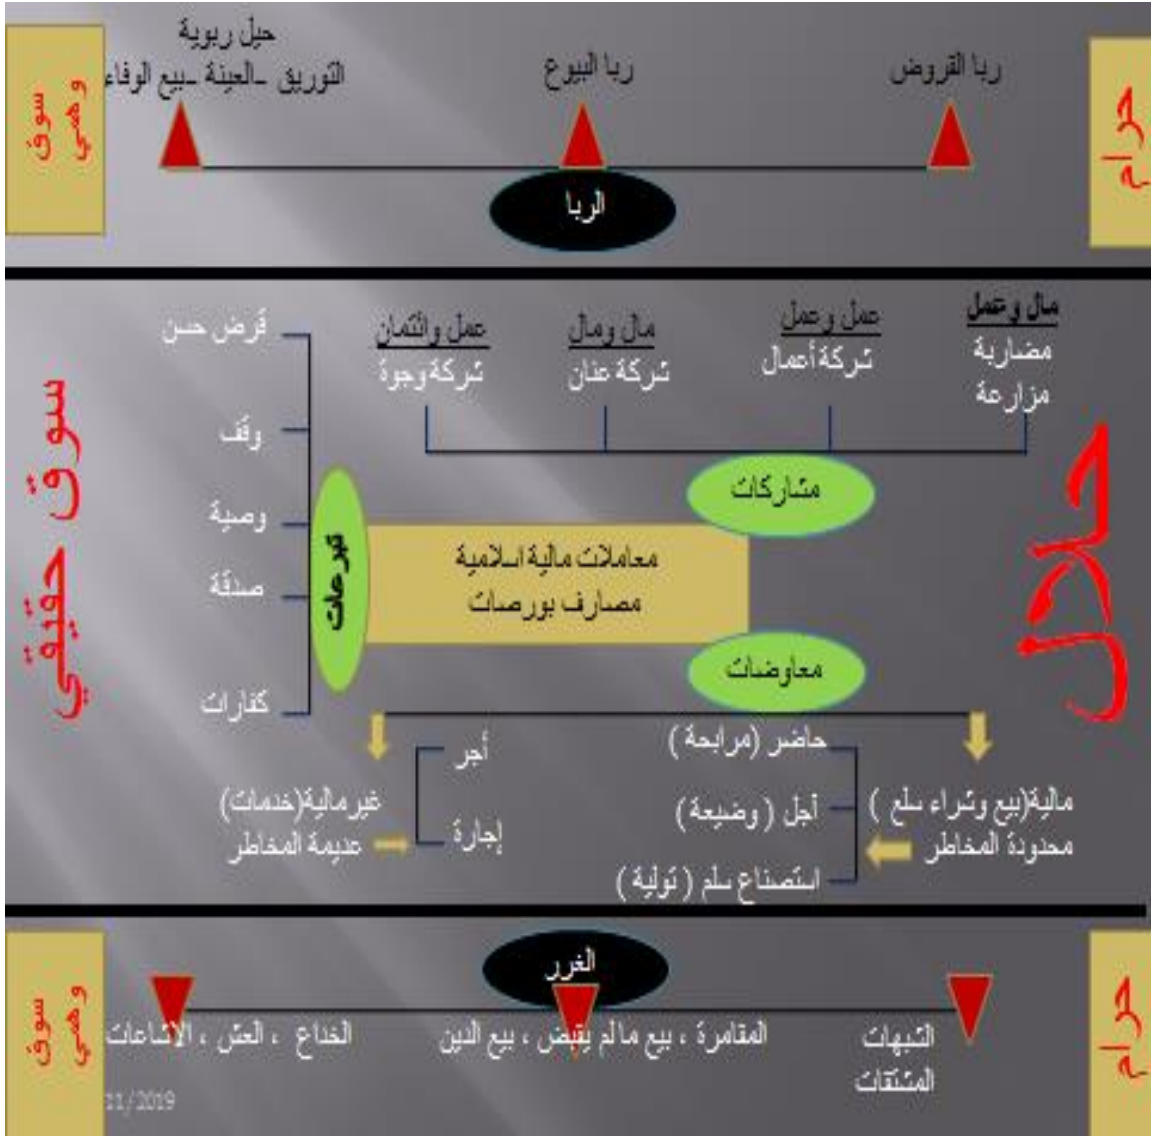 حرام
ربا القروض
ربا البيوع
حيل ربوية
التوريق -العينة -بيع الوفاء
سوق
وهمي
الربا
حلال
مال وعمل
مضاربة
مزارعة
عمل وعمل
شركة أعمال
مال ومال
شركة عنان
عمل وائتمان
شركة وجوة
مشاركات
معاملات مالية اسلامية
مصارف بورصات
معاوضات
تبرعات
قرض حسن
وقف
وصية
صدقة
كفارات
سوق حقيقي
مالية(بيع وشراء سلع )
محدودة المخاطر
حاضر (مرابحة )
أجل ( وضيعة )
استصناع سلم ( تولية )
أجر
إجارة
غير مالية(خدمات)
عديمة المخاطر
حرام
الغرر
الشبهات
المشتقات
المقامرة ، بيع مالم يقبض ، بيع الدين
الخداع ، الغش ، الاشاعات
سوق
وهمي
11/2019